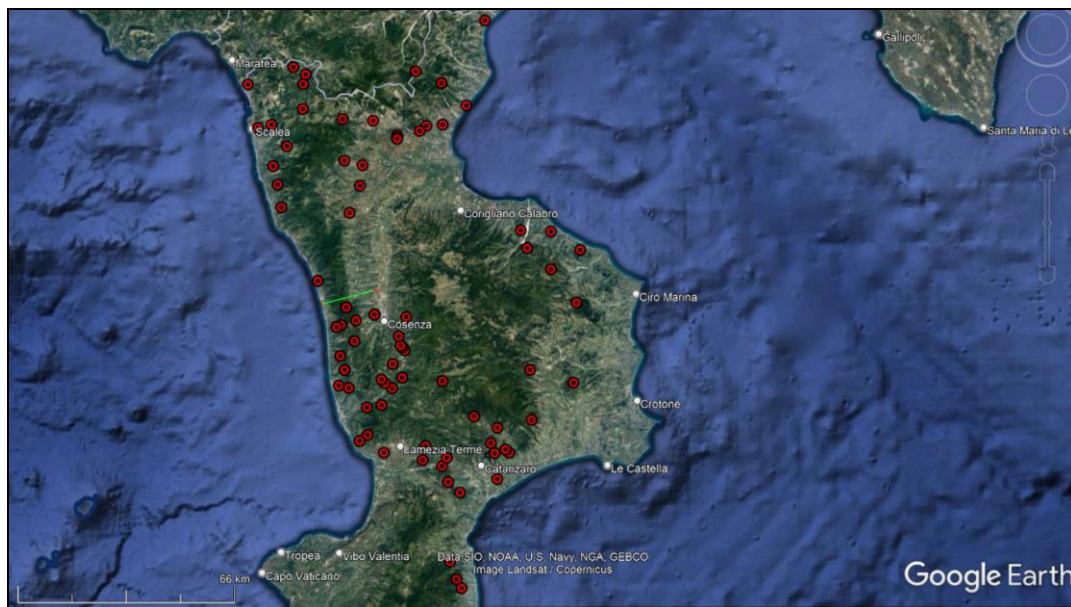 Gallipoli
Maratea
Santa Maria di Le
Scalea
Corigliano Calabro
Cirò Marina
Cosenza
Crotone
Lamezia Terme
Catanzaro
Le Castella
Tropea
Vibo Valentia
Data SIO, NOAA, U.S. Navy, NGA, GEBCO
Image Landsat / Copernicus
Capo Vaticano
66 km
Google Earth